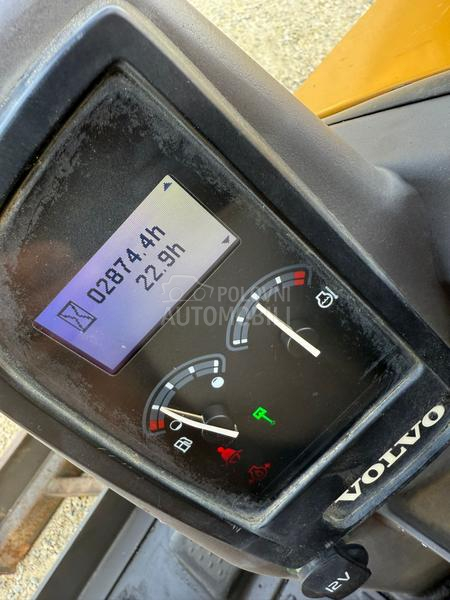 02874.4h
22.9h
POLOVNI
AUTOMOBILI
VOLVO
12V